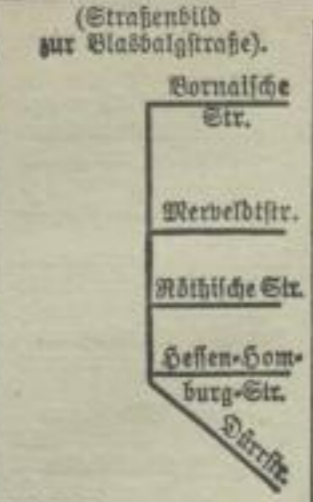 (Straßenbild
zur Blasbalgstraße).
Bornaische
Str.
Merveldtstr.
Röthische Str.
Hessen-Hom-
burg-Str.
Dürrstr.